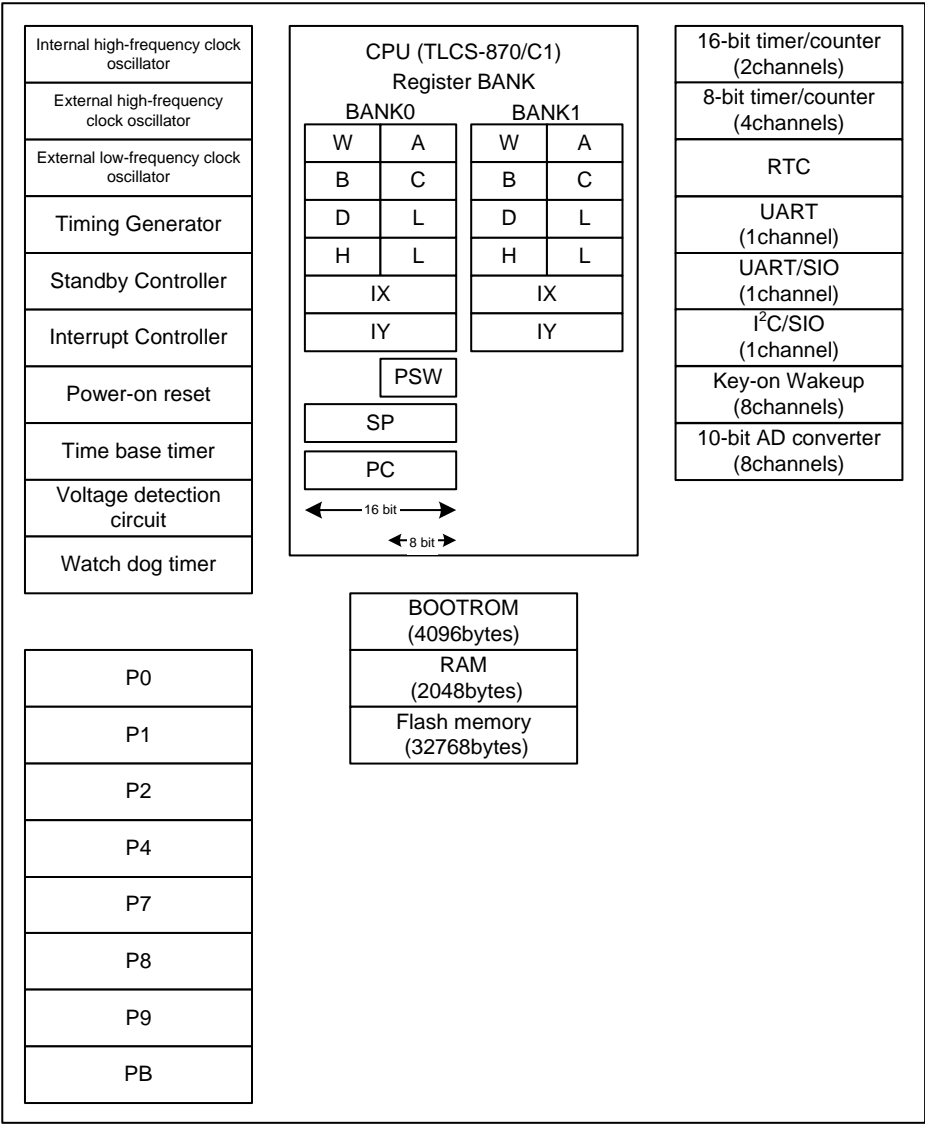 Internal high-frequency clock
oscillator
External high-frequency
clock oscillator
External low-frequency clock
oscillator
Timing Generator
Standby Controller
Interrupt Controller
Power-on reset
Time base timer
Voltage detection
circuit
Watch dog timer
P0
P1
P2
P4
P7
P8
P9
PB
CPU (TLCS-870/C1)
Register BANK
BANK0 BANK1
W A W A
B C B C
D L D L
H L H L
IX IX
IY IY
PSW
SP
PC
16 bit
8 bit
BOOTROM
(4096bytes)
RAM
(2048bytes)
Flash memory
(32768bytes)
16-bit timer/counter
(2channels)
8-bit timer/counter
(4channels)
RTC
UART
(1channel)
UART/SIO
(1channel)
I²C/SIO
(1channel)
Key-on Wakeup
(8channels)
10-bit AD converter
(8channels)